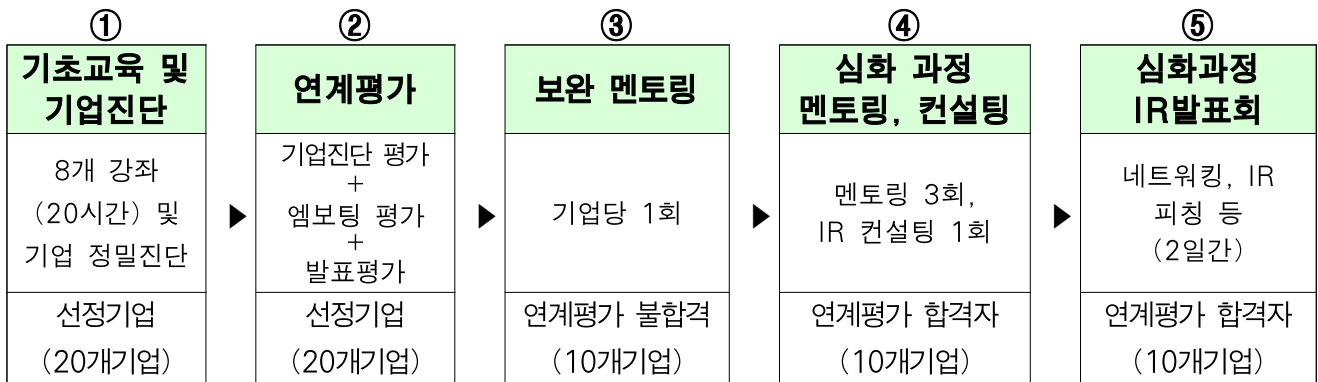 ①
기초교육 및
기업진단
8개 강좌
(20시간) 및
기업 정밀진단
선정기업
(20개기업)
▶
②
연계평가
기업진단 평가
+
엠보팅 평가
+
발표평가
선정기업
(20개기업)
▶
③
보완 멘토링
기업당 1회
연계평가 불합격
(10개기업)
▶
④
심화 과정
멘토링, 컨설팅
멘토링 3회,
IR 컨설팅 1회
연계평가 합격자
(10개기업)
▶
⑤
심화과정
IR발표회
네트워킹, IR
피칭 등
(2일간)
연계평가 합격자
(10개기업)